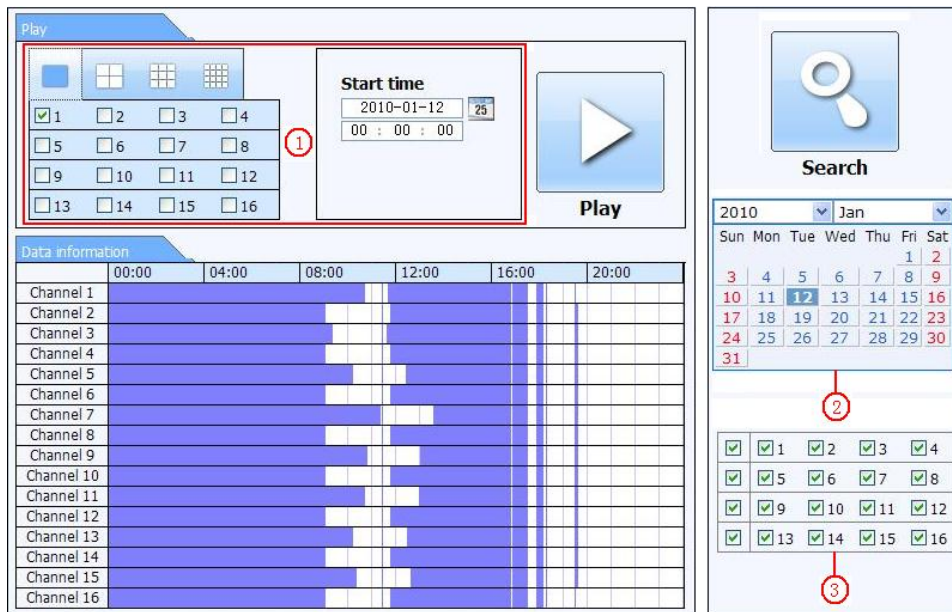 Play
1 2 3 4
5 6 7 8
9 10 11 12
13 14 15 16
1
Start time
2010-01-12
25
00 : 00 : 00
Play
Data information
00:00 04:00 08:00 12:00 16:00 20:00
Channel 1
Channel 2
Channel 3
Channel 4
Channel 5
Channel 6
Channel 7
Channel 8
Channel 9
Channel 10
Channel 11
Channel 12
Channel 13
Channel 14
Channel 15
Channel 16
Search
2010 Jan
Sun Mon Tue Wed Thu Fri Sat
1 2
3 4 5 6 7 8 9
10 11 12 13 14 15 16
17 18 19 20 21 22 23
24 25 26 27 28 29 30
31
2
1 2 3 4
5 6 7 8
9 10 11 12
13 14 15 16
3